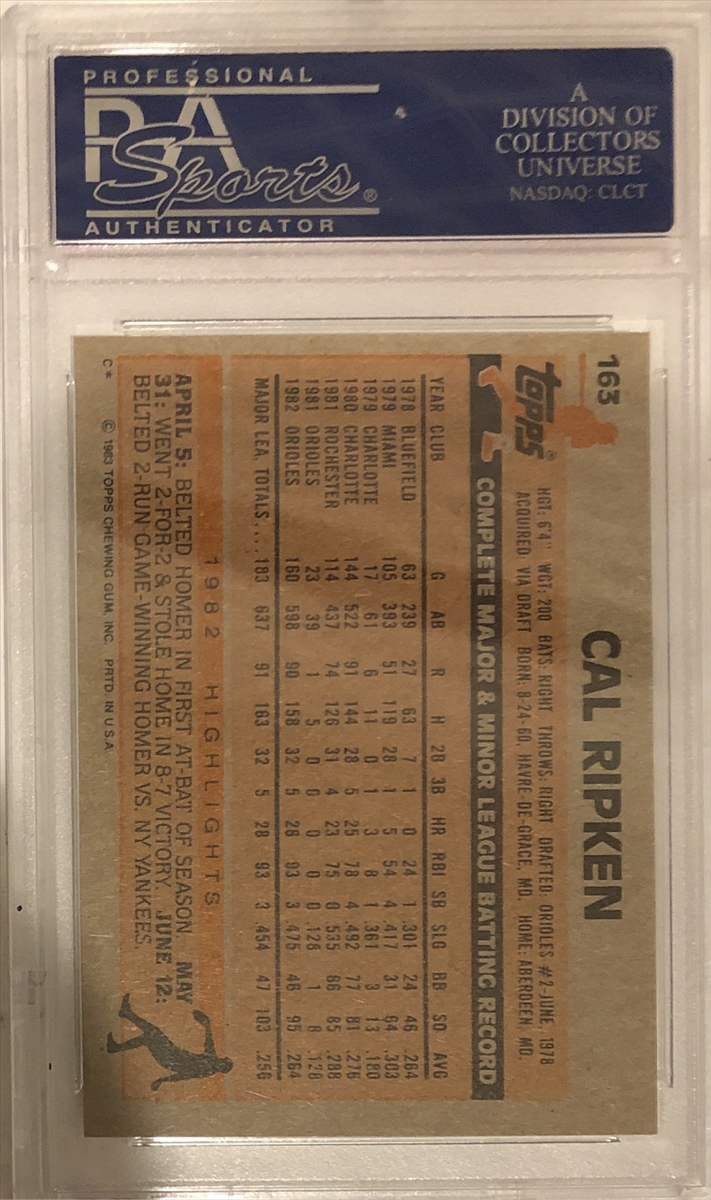 PROFESSIONAL
PSA
Sports®
AUTHENTICATOR
A
DIVISION OF
COLLECTORS
UNIVERSE
NASDAQ: CLCT
163
CAL RIPKEN
Topps®
HGT: 6'4" WGT: 200 BATS: RIGHT THROWS: RIGHT DRAFTED: ORIOLES #2-JUNE, 1978
ACQUIRED: VIA DRAFT BORN: 8-24-60, HAVRE-DE-GRACE, MD. HOME: ABERDEEN, MD.
COMPLETE MAJOR & MINOR LEAGUE BATTING RECORD
YEAR CLUB G AB R H 2B 3B HR RBI SB SLG BB SO AVG
1978 BLUEFIELD 63 239 27 63 7 1 0 24 1 .301 24 46 .264
1979 MIAMI 105 393 51 119 28 1 5 54 4 .417 31 64 .303
1979 CHARLOTTE 17 61 6 11 0 1 3 8 1 .361 3 13 .180
1980 CHARLOTTE 144 522 91 144 28 5 25 78 4 .492 77 81 .276
1981 ROCHESTER 114 437 74 126 31 4 23 75 0 .535 66 85 .288
1981 ORIOLES 23 39 1 5 0 0 0 0 0 .128 1 8 .128
1982 ORIOLES 160 598 90 158 32 5 28 93 3 .475 46 95 .264
MAJOR LEA. TOTALS.... 183 637 91 163 32 5 28 93 3 .454 47 103 .256
1982 HIGHLIGHTS
APRIL 5: BELTED HOMER IN FIRST AT-BAT OF SEASON. MAY
31: WENT 2-FOR-2 & STOLE HOME IN 8-7 VICTORY. JUNE 12:
BELTED 2-RUN GAME-WINNING HOMER VS. NY YANKEES.
C* © 1983 TOPPS CHEWING GUM, INC. PRTD. IN U.S.A.